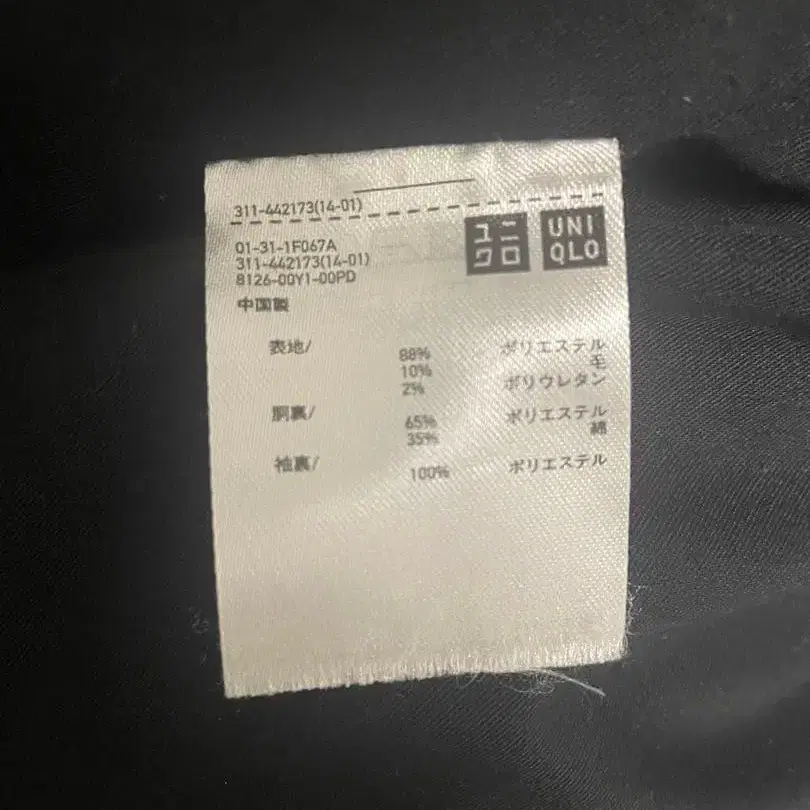 311-442173(14-01)
ユニ
クロ
UNI
QLO
01-31-1F067A
311-442173(14-01)
8126-00Y1-00PD
中国製
表地/ 88% ポリエステル
10% 毛
2% ポリウレタン
胴裏/ 65% ポリエステル
35% 綿
袖裏/ 100% ポリエステル